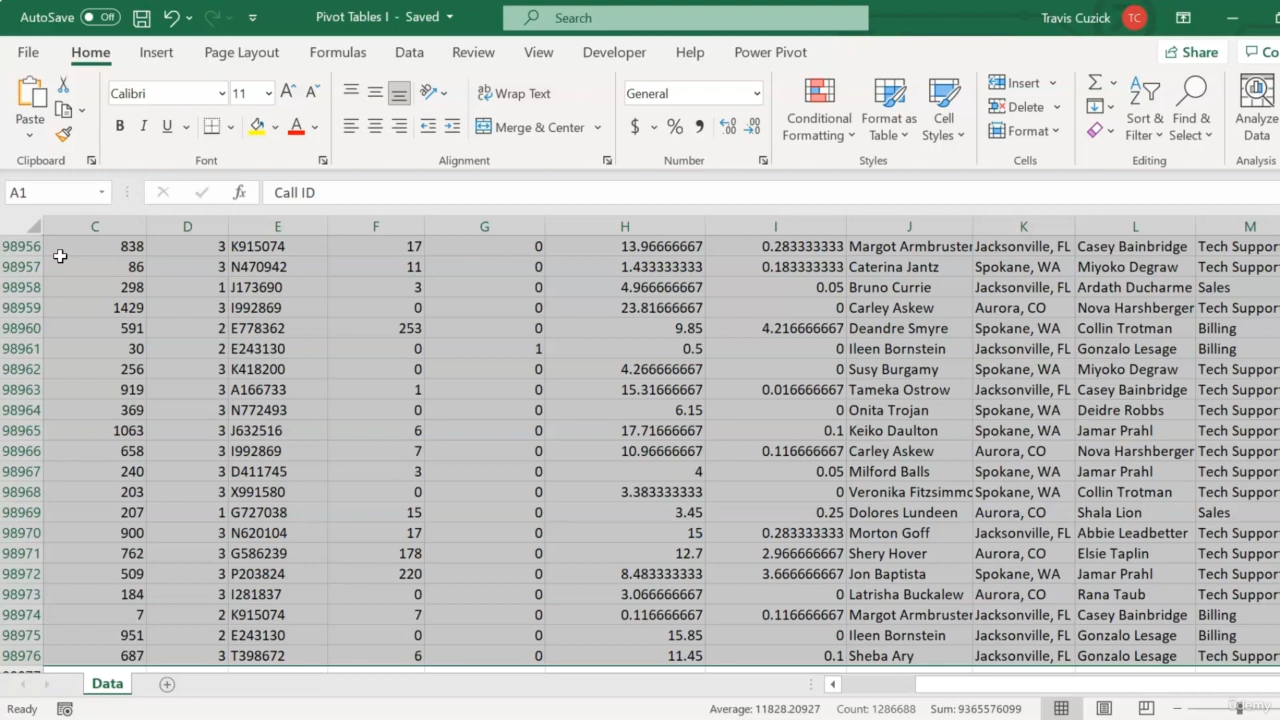 AutoSave Off Pivot Tables I - Saved Search Travis Cuzick TC
File Home Insert Page Layout Formulas Data Review View Developer Help Power Pivot Share Co
Paste Calibri 11 Wrap Text General Conditional Formatting Format as Table Cell Styles Insert Sort & Filter Find & Select Analyze Data
B I U Merge & Center $ % Delete
Format
Clipboard Font Alignment Number Styles Cells Editing Analysis
A1 fx Call ID
C D E F G H I J K L M
98956 838 3 K915074 17 0 13.96666667 0.283333333 Margot Armbruster Jacksonville, FL Casey Bainbridge Tech Support
98957 86 3 N470942 11 0 1.433333333 0.183333333 Caterina Jantz Spokane, WA Miyoko Degraw Tech Support
98958 298 1 J173690 3 0 4.966666667 0.05 Bruno Currie Jacksonville, FL Ardath Ducharme Sales
98959 1429 3 I992869 0 0 23.81666667 0 Carley Askew Aurora, CO Nova Harshberger Tech Support
98960 591 2 E778362 253 0 9.85 4.216666667 Deandre Smyre Spokane, WA Collin Trotman Billing
98961 30 2 E243130 0 1 0.5 0 Ileen Bornstein Jacksonville, FL Gonzalo Lesage Billing
98962 256 3 K418200 0 0 4.266666667 0 Susy Burgamy Spokane, WA Miyoko Degraw Tech Support
98963 919 3 A166733 1 0 15.31666667 0.016666667 Tameka Ostrow Jacksonville, FL Casey Bainbridge Tech Support
98964 369 3 N772493 0 0 6.15 0 Onita Trojan Spokane, WA Deidre Robbs Tech Support
98965 1063 3 J632516 6 0 17.71666667 0.1 Keiko Daulton Spokane, WA Jamar Prahl Tech Support
98966 658 3 I992869 7 0 10.96666667 0.116666667 Carley Askew Aurora, CO Nova Harshberger Tech Support
98967 240 3 D411745 3 0 4 0.05 Milford Balls Spokane, WA Jamar Prahl Tech Support
98968 203 3 X991580 0 0 3.383333333 0 Veronika Fitzsimmo Spokane, WA Collin Trotman Tech Support
98969 207 1 G727038 15 0 3.45 0.25 Dolores Lundeen Aurora, CO Shala Lion Sales
98970 900 3 N620104 17 0 15 0.283333333 Morton Goff Jacksonville, FL Abbie Leadbetter Tech Support
98971 762 3 G586239 178 0 12.7 2.966666667 Shery Hover Aurora, CO Elsie Taplin Tech Support
98972 509 3 P203824 220 0 8.483333333 3.666666667 Jon Baptista Spokane, WA Jamar Prahl Tech Support
98973 184 3 I281837 0 0 3.066666667 0 Latrisha Buckalew Aurora, CO Rana Taub Tech Support
98974 7 2 K915074 7 0 0.116666667 0.116666667 Margot Armbruster Jacksonville, FL Casey Bainbridge Billing
98975 951 2 E243130 0 0 15.85 0 Ileen Bornstein Jacksonville, FL Gonzalo Lesage Billing
98976 687 3 T398672 6 0 11.45 0.1 Sheba Ary Jacksonville, FL Gonzalo Lesage Tech Support
Data
Ready Average: 11828.20927 Count: 1286688 Sum: 9365576099 Udemy